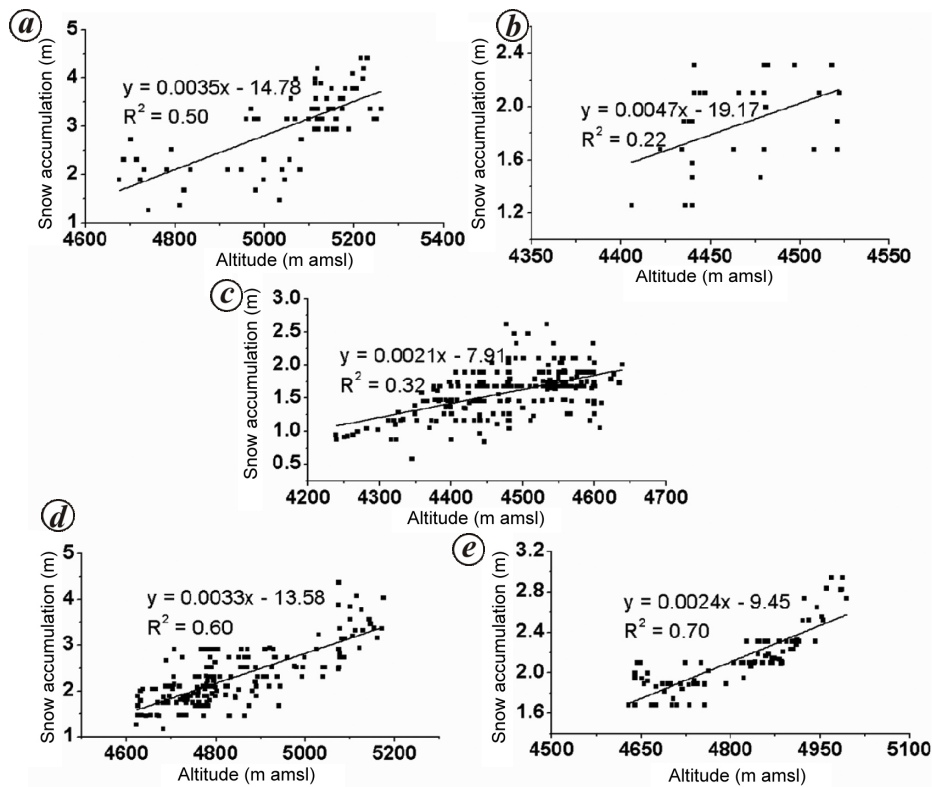 a
5
4
3
2
1
Snow accumulation (m)
y = 0.0035x - 14.78
R² = 0.50
4600 4800 5000 5200 5400
Altitude (m amsl)
b
2.4
2.0
1.6
1.2
Snow accumulation (m)
y = 0.0047x - 19.17
R² = 0.22
4350 4400 4450 4500 4550
Altitude (m amsl)
c
3.0
2.5
2.0
1.5
1.0
0.5
Snow accumulation (m)
y = 0.0021x - 7.91
R² = 0.32
4200 4300 4400 4500 4600 4700
Altitude (m amsl)
d
5
4
3
2
1
Snow accumulation (m)
y = 0.0033x - 13.58
R² = 0.60
4600 4800 5000 5200
Altitude (m amsl)
e
3.2
2.8
2.4
2.0
1.6
Snow accumulation (m)
y = 0.0024x - 9.45
R² = 0.70
4500 4650 4800 4950 5100
Altitude (m amsl)